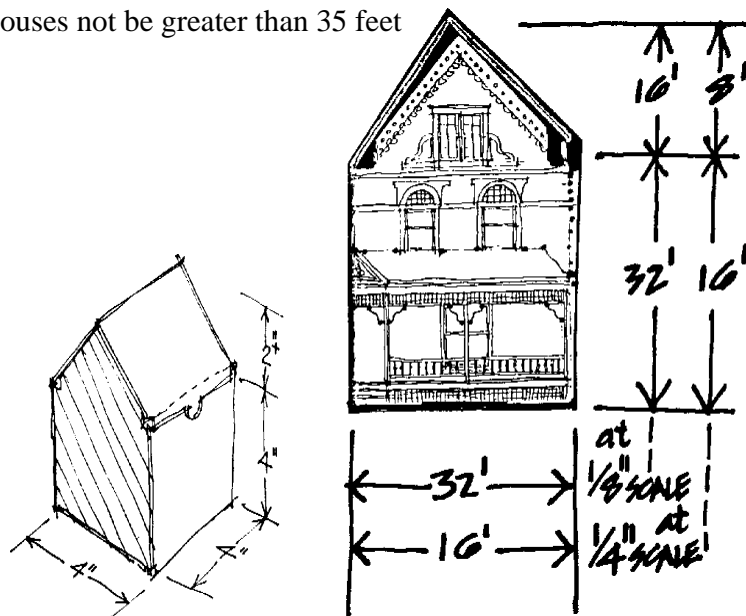 ouses not be greater than 35 feet
16' 8'
32' 16'
2"
4"
4" 4"
32'
16'
at
1/8" SCALE
at
1/4" SCALE